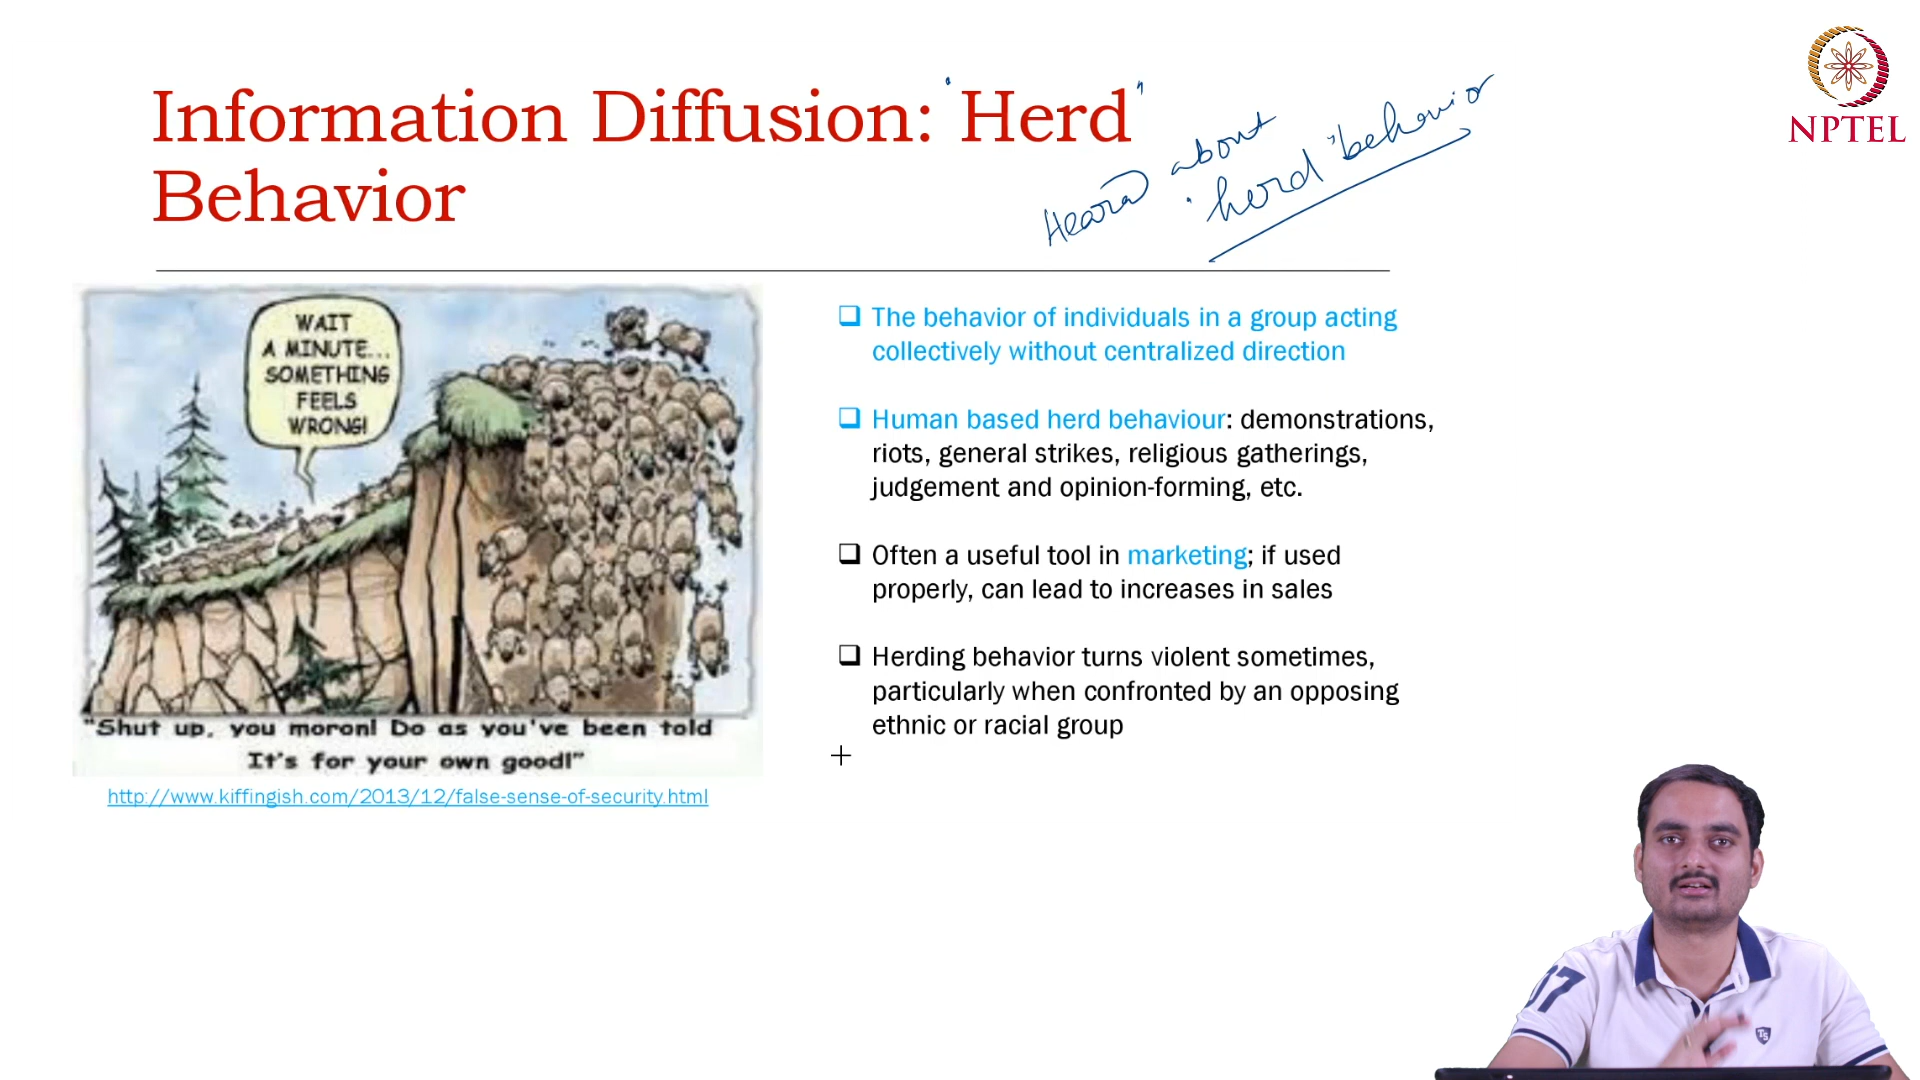 Information Diffusion: 'Herd'
Behavior
Heard about
'herd' behavior
NPTEL
WAIT
A MINUTE...
SOMETHING
FEELS
WRONG!
"Shut up, you moron! Do as you've been told
It's for your own good!"
http://www.kiffingish.com/2013/12/false-sense-of-security.html
❑ The behavior of individuals in a group acting
collectively without centralized direction
❑ Human based herd behaviour: demonstrations,
riots, general strikes, religious gatherings,
judgement and opinion-forming, etc.
❑ Often a useful tool in marketing; if used
properly, can lead to increases in sales
❑ Herding behavior turns violent sometimes,
particularly when confronted by an opposing
ethnic or racial group
07
TS